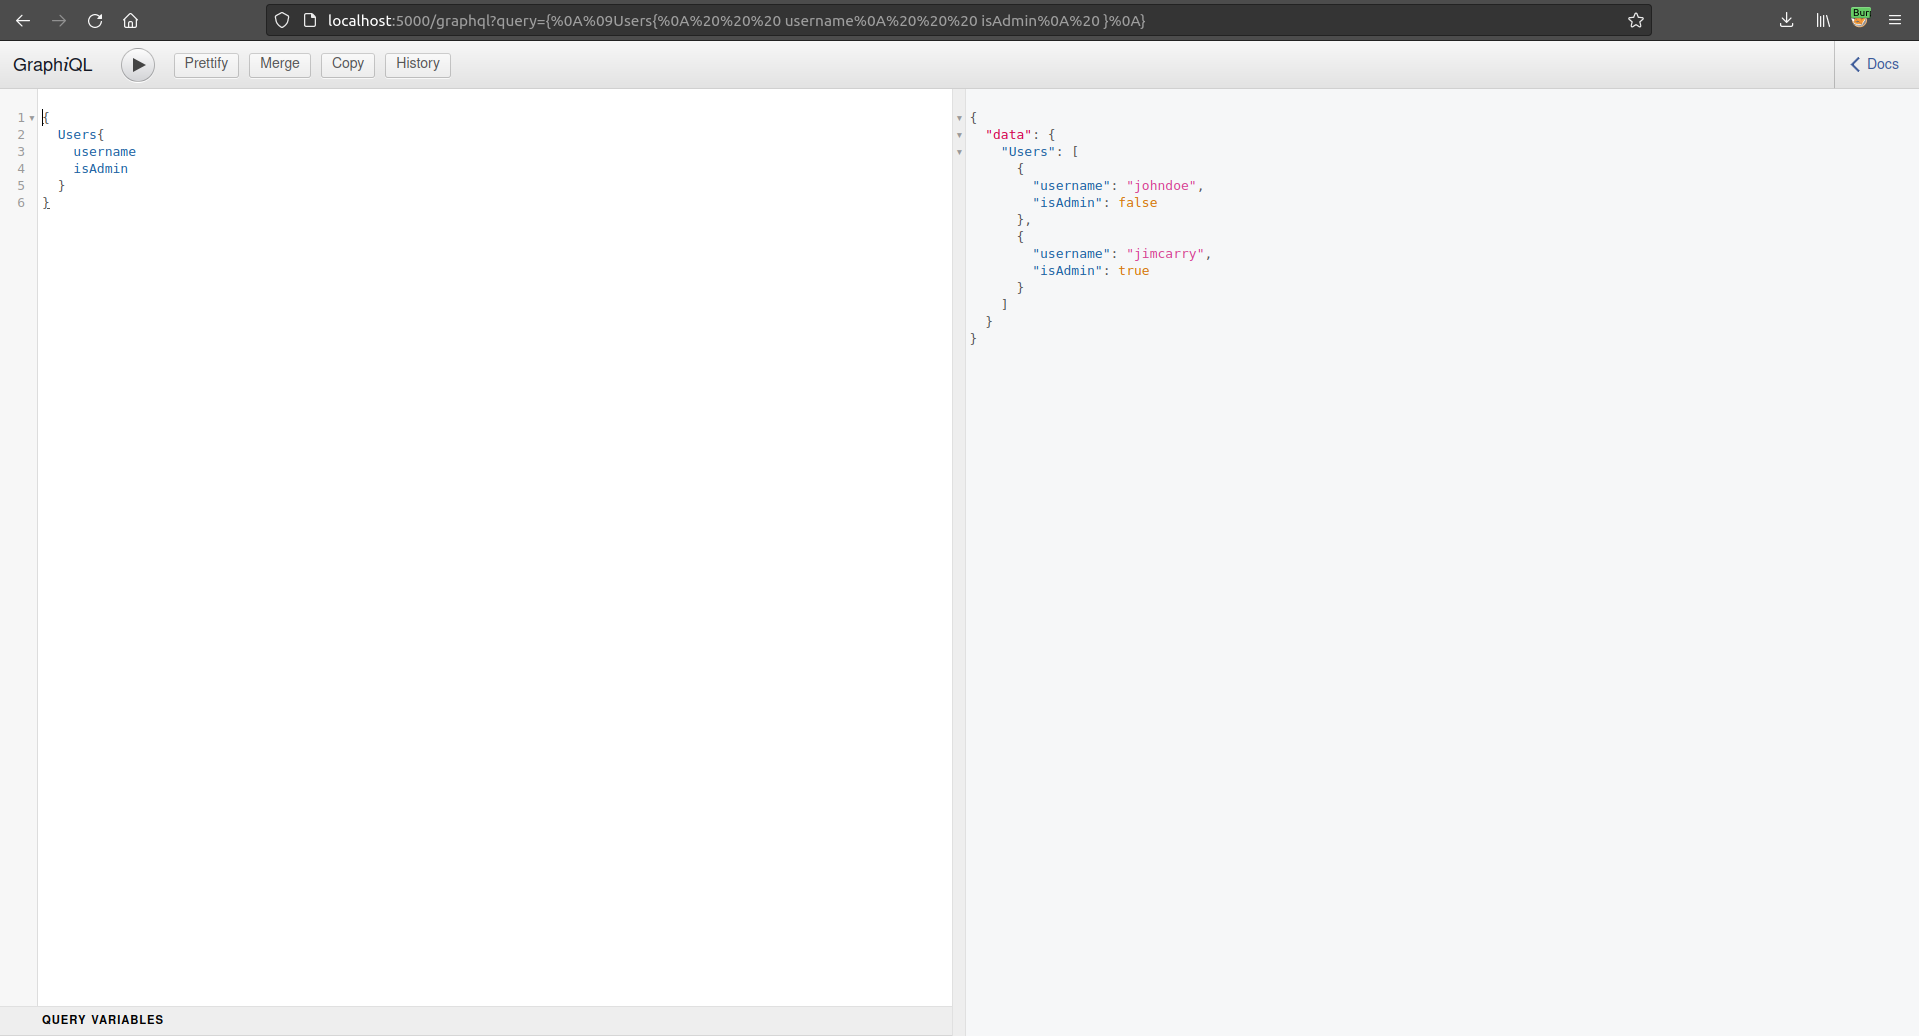 localhost:5000/graphql?query={%0A%09Users{%0A%20%20%20 username%0A%20%20%20 isAdmin%0A%20 }%0A}
GraphiQL Prettify Merge Copy History Docs
1 {
2 Users{
3 username
4 isAdmin
5 }
6 }
{
"data": {
"Users": [
{
"username": "johndoe",
"isAdmin": false
},
{
"username": "jimcarry",
"isAdmin": true
}
]
}
}
QUERY VARIABLES